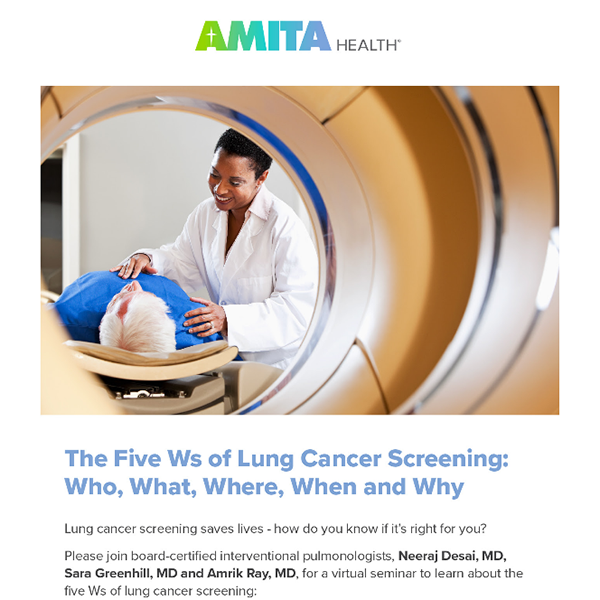 AMITA HEALTH™
The Five Ws of Lung Cancer Screening:
Who, What, Where, When and Why
Lung cancer screening saves lives - how do you know if it's right for you?
Please join board-certified interventional pulmonologists, Neeraj Desai, MD,
Sara Greenhill, MD and Amrik Ray, MD, for a virtual seminar to learn about the
five Ws of lung cancer screening: